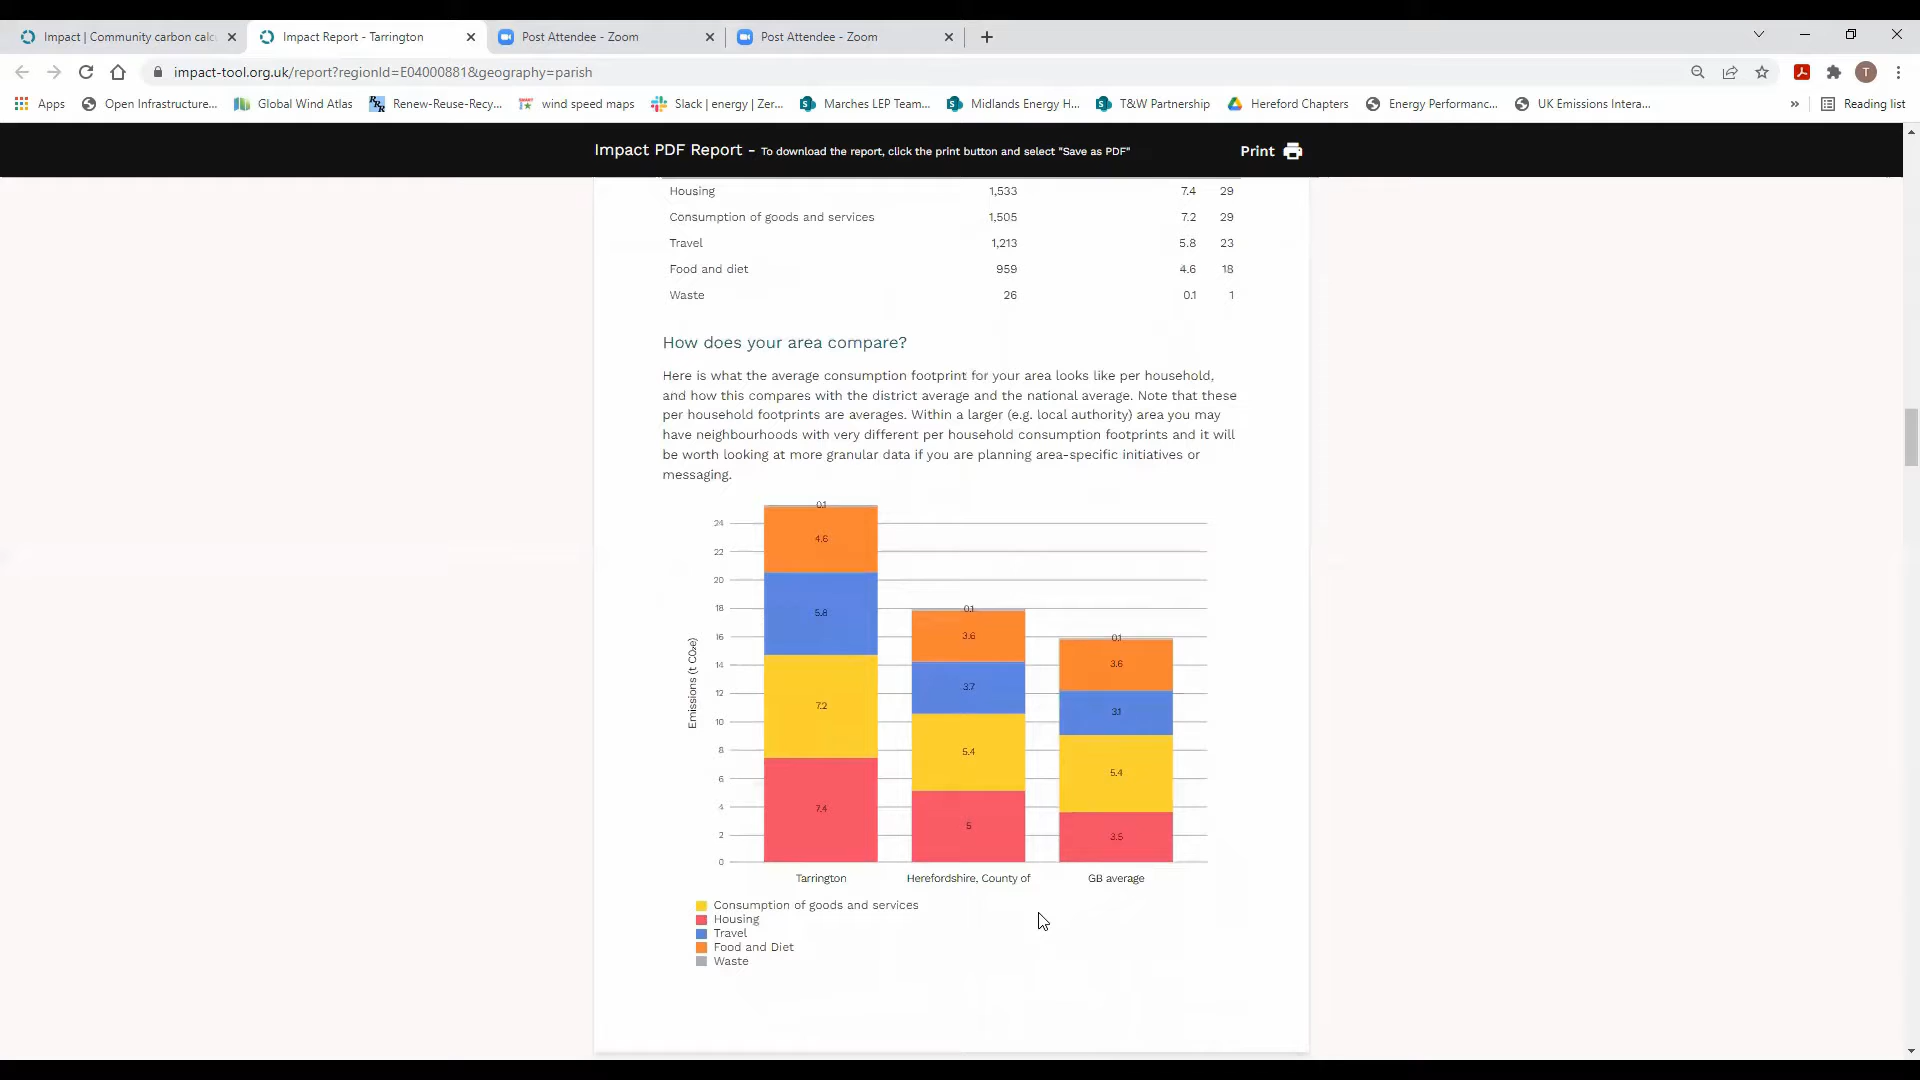 Impact | Community carbon calc
Impact Report - Tarrington
Post Attendee - Zoom
Post Attendee - Zoom
impact-tool.org.uk/report?regionId=E04000881&geography=parish
T
Apps
Open Infrastructure...
Global Wind Atlas
Renew-Reuse-Recy...
wind speed maps
Slack | energy | Zer...
Marches LEP Team...
Midlands Energy H...
T&W Partnership
Hereford Chapters
Energy Performanc...
UK Emissions Intera...
»
Reading list
Impact PDF Report - To download the report, click the print button and select "Save as PDF"
Print
Housing 1,533 7.4 29
Consumption of goods and services 1,505 7.2 29
Travel 1,213 5.8 23
Food and diet 959 4.6 18
Waste 26 0.1 1
How does your area compare?
Here is what the average consumption footprint for your area looks like per household,
and how this compares with the district average and the national average. Note that these
per household footprints are averages. Within a larger (e.g. local authority) area you may
have neighbourhoods with very different per household consumption footprints and it will
be worth looking at more granular data if you are planning area-specific initiatives or
messaging.
Emissions (t CO₂e)
24
22
20
18
16
14
12
10
8
6
4
2
0
0.1
4.6
5.8
7.2
7.4
0.1
3.6
3.7
5.4
5
0.1
3.6
3.1
5.4
3.5
Tarrington
Herefordshire, County of
GB average
Consumption of goods and services
Housing
Travel
Food and Diet
Waste